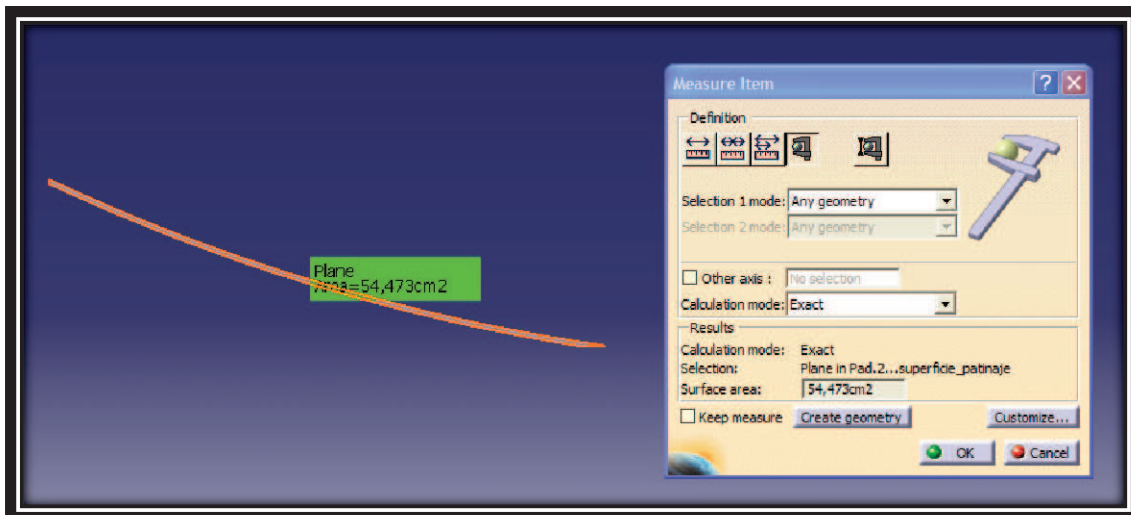 Measure Item
Definition
Selection 1 mode: Any geometry
Selection 2 mode: Any geometry
Other axis : No selection
Calculation mode: Exact
Results
Calculation mode: Exact
Selection: Plane in Pad.2...superficie_patinaje
Surface area: 54,473cm2
Keep measure Create geometry Customize...
OK Cancel
Plane
Area=54,473cm2